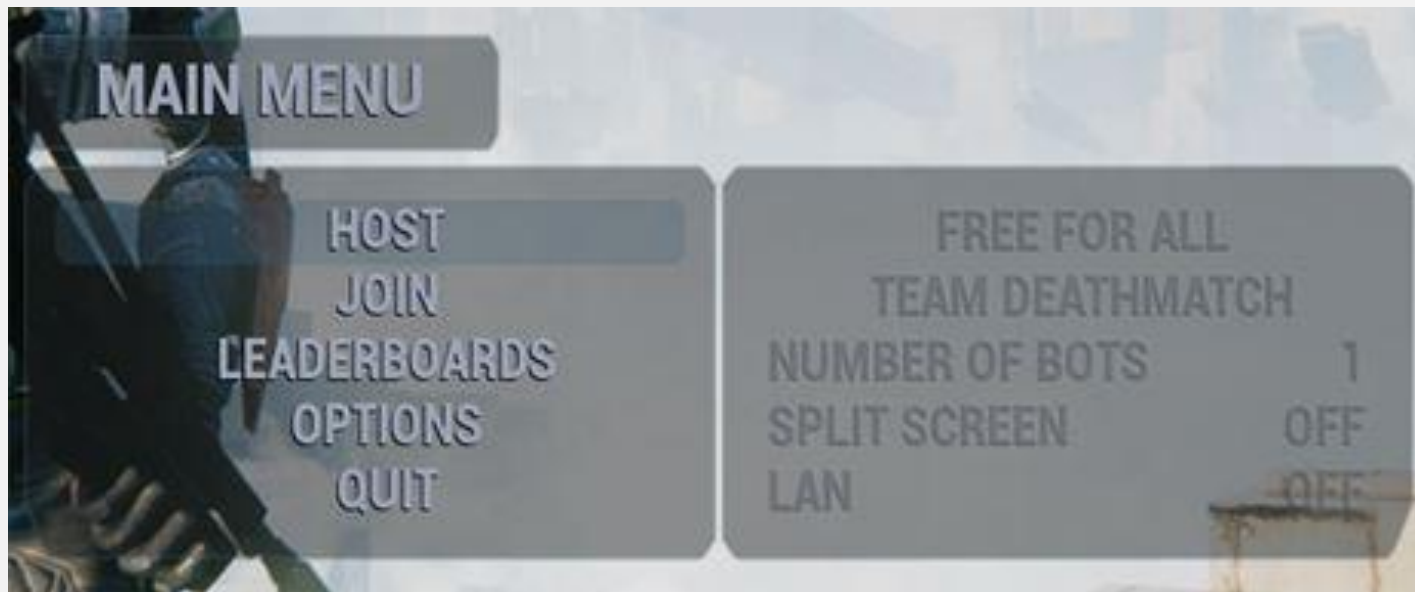 MAIN MENU
HOST
JOIN
LEADERBOARDS
OPTIONS
QUIT
FREE FOR ALL
TEAM DEATHMATCH
NUMBER OF BOTS 1
SPLIT SCREEN OFF
LAN OFF